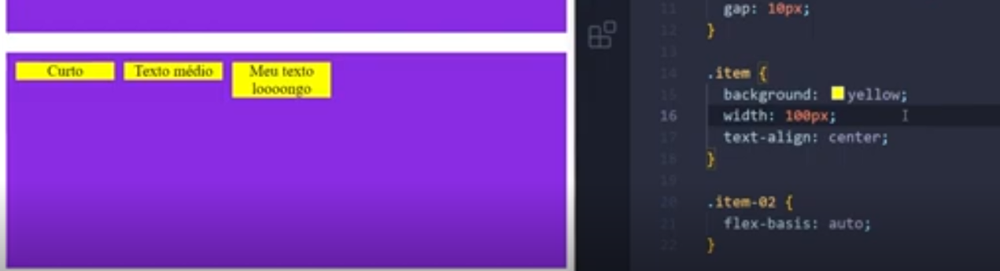 Curto
Texto médio
Meu texto
loooongo
11 gap: 10px;
12 }
13
14 .item {
15 background: yellow;
16 width: 100px;
17 text-align: center;
18 }
19
20 .item-02 {
21 flex-basis: auto;
22 }